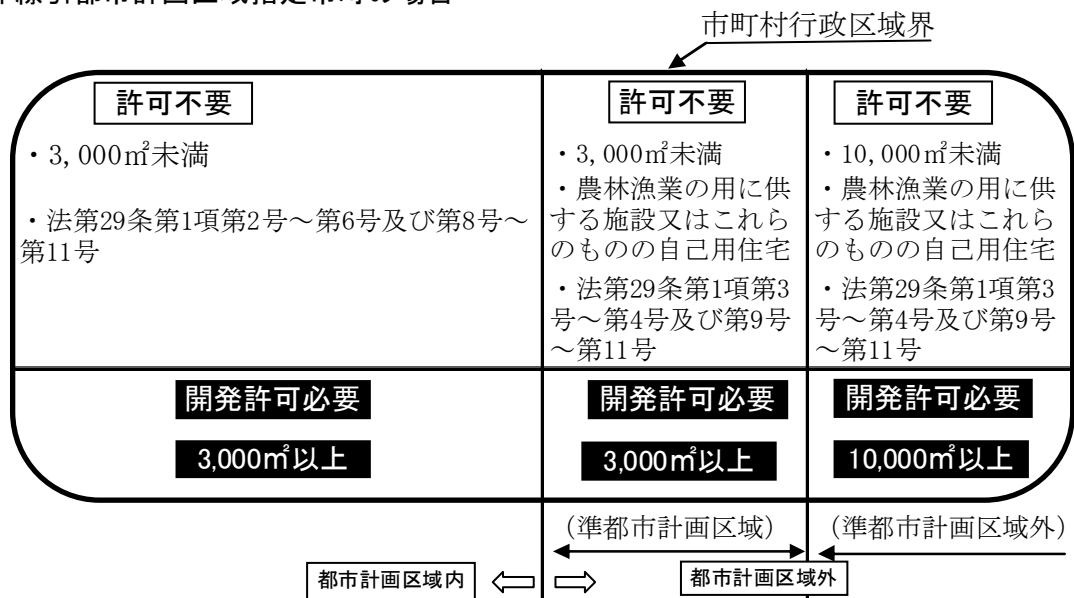 市町村行政区域界
許可不要
・3,000㎡未満
・法第29条第1項第2号～第6号及び第8号～
第11号
許可不要
・3,000㎡未満
・農林漁業の用に供
する施設又はこれら
のものの自己用住宅
・法第29条第1項第3
号～第4号及び第9号
～第11号
許可不要
・10,000㎡未満
・農林漁業の用に供
する施設又はこれら
のものの自己用住宅
・法第29条第1項第3
号～第4号及び第9号
～第11号
開発許可必要
3,000㎡以上
開発許可必要
3,000㎡以上
開発許可必要
10,000㎡以上
（準都市計画区域）
（準都市計画区域外）
都市計画区域内
都市計画区域外